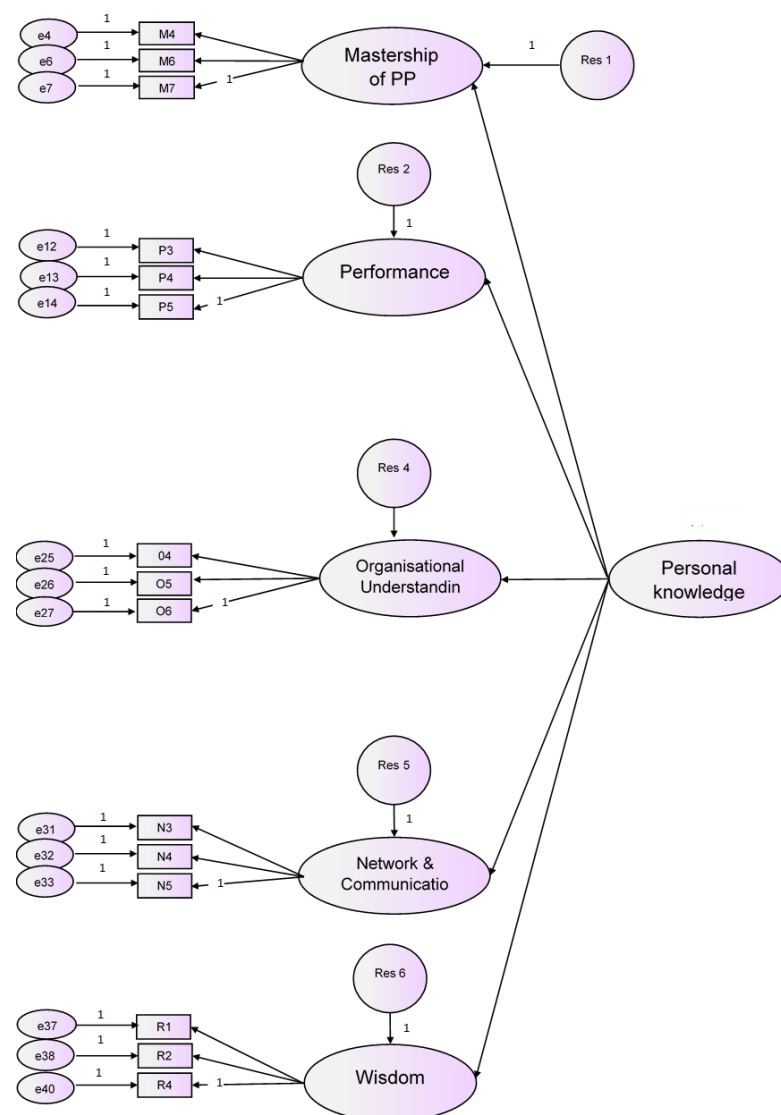 e4
1
M4
e6
1
M6
e7
1
M7
1
Mastership
of PP
1
Res 1
Res 2
1
e12
1
P3
e13
1
P4
e14
1
P5
1
Performance
Res 4
e25
1
04
e26
1
O5
e27
1
O6
1
Organisational
Understandin
Personal
knowledge
Res 5
1
e31
1
N3
e32
1
N4
e33
1
N5
1
Network &
Communicatio
Res 6
1
e37
1
R1
e38
1
R2
e40
1
R4
1
Wisdom